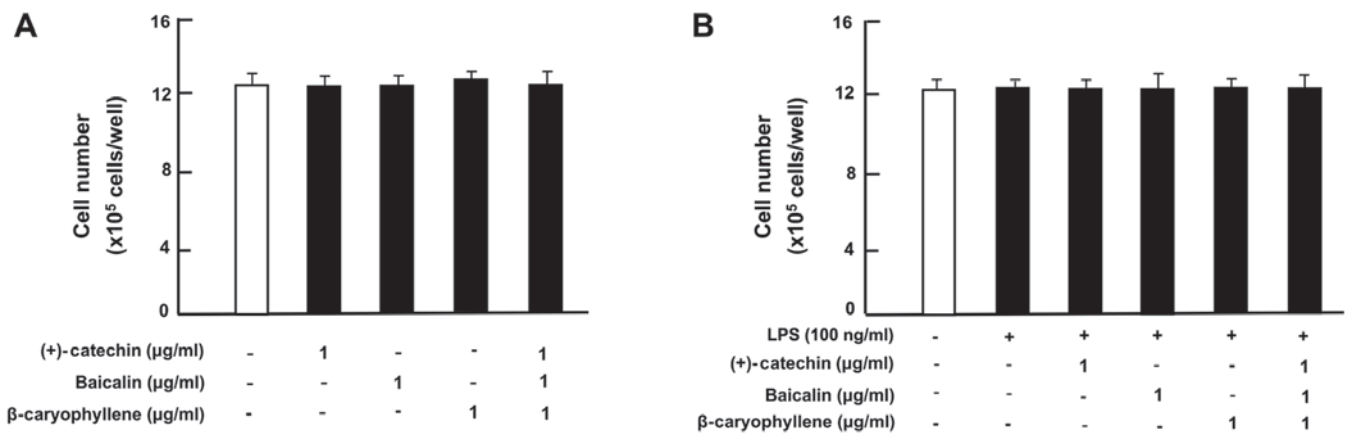 A
16
12
8
4
0
Cell number
(x10⁵ cells/well)
(+)-catechin (µg/ml) - 1 - - 1
Baicalin (µg/ml) - - 1 - 1
β-caryophyllene (µg/ml) - - - 1 1
B
16
12
8
4
0
Cell number
(x10⁵ cells/well)
LPS (100 ng/ml) - + + + + +
(+)-catechin (µg/ml) - - 1 - - 1
Baicalin (µg/ml) - - - 1 - 1
β-caryophyllene (µg/ml) - - - - 1 1